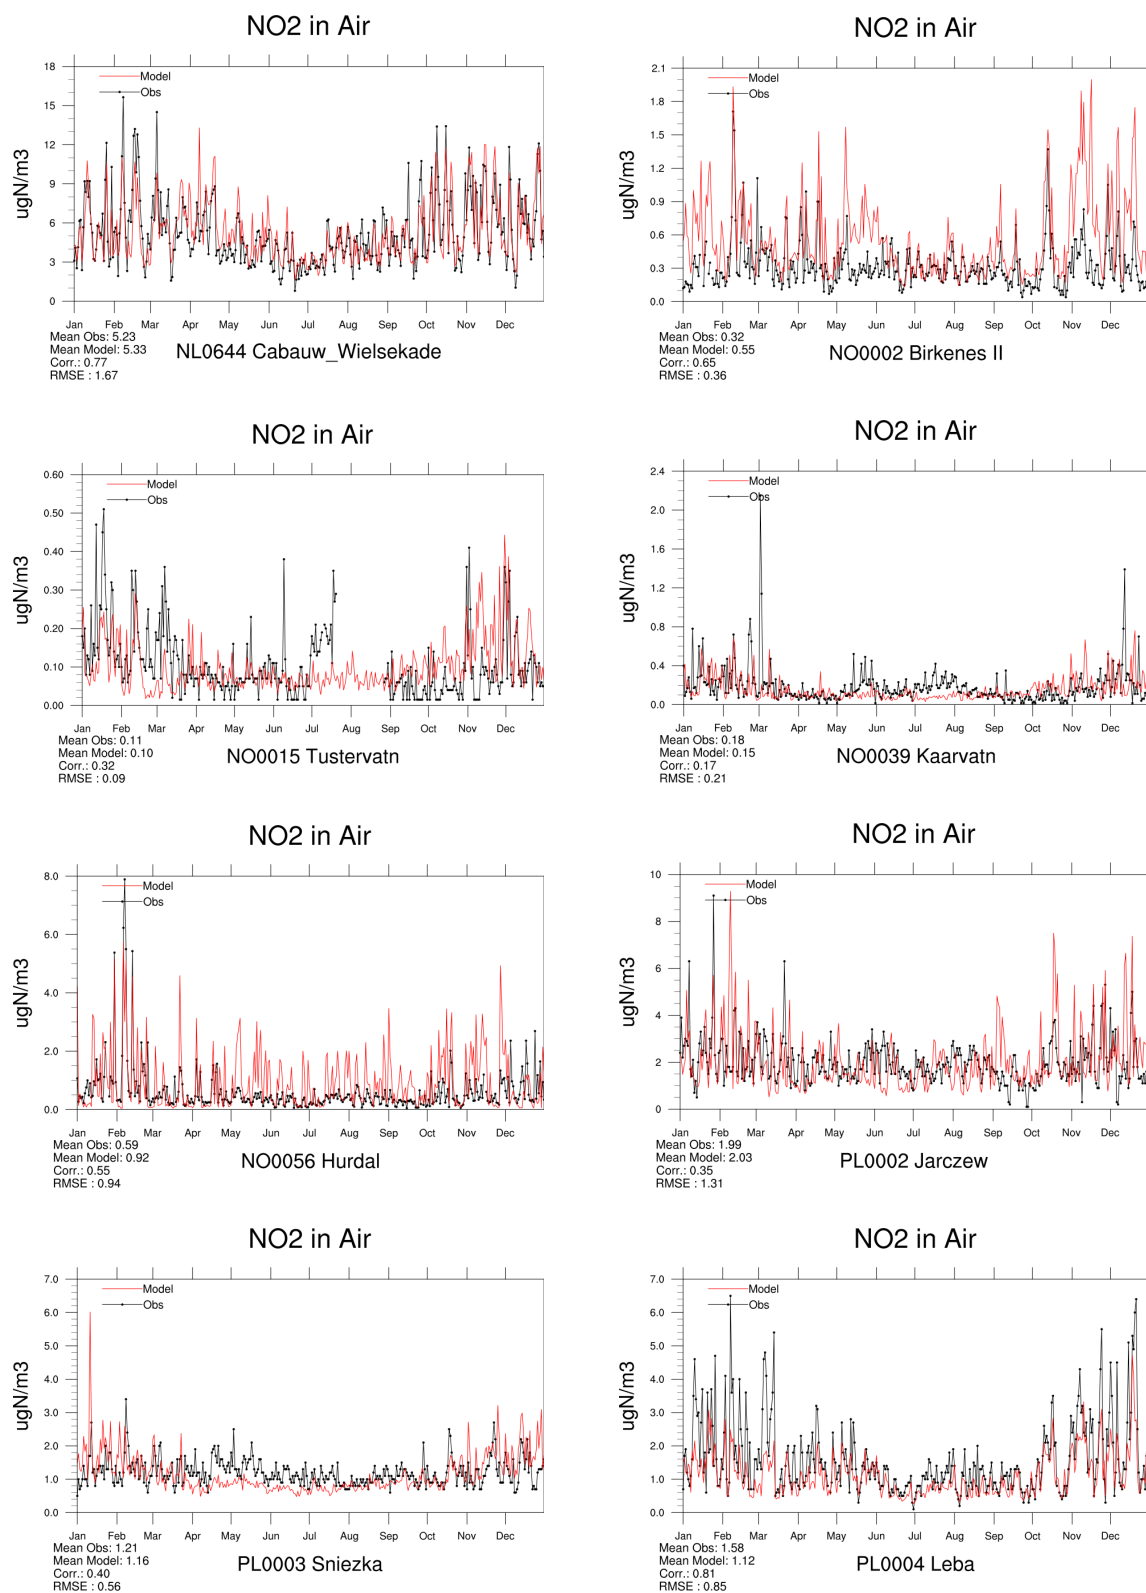 NO2 in Air
18
15
12
9
6
3
0
ugN/m3
Model
Obs
Jan Feb Mar Apr May Jun Jul Aug Sep Oct Nov Dec
Mean Obs: 5.23
Mean Model: 5.33
Corr.: 0.77
RMSE : 1.67
NL0644 Cabauw_Wielsekade
NO2 in Air
2.1
1.8
1.5
1.2
0.9
0.6
0.3
0.0
ugN/m3
Model
Obs
Jan Feb Mar Apr May Jun Jul Aug Sep Oct Nov Dec
Mean Obs: 0.32
Mean Model: 0.55
Corr.: 0.65
RMSE : 0.36
NO0002 Birkenes II
NO2 in Air
0.60
0.50
0.40
0.30
0.20
0.10
0.00
ugN/m3
Model
Obs
Jan Feb Mar Apr May Jun Jul Aug Sep Oct Nov Dec
Mean Obs: 0.11
Mean Model: 0.10
Corr.: 0.32
RMSE : 0.09
NO0015 Tustervatn
NO2 in Air
2.4
2.0
1.6
1.2
0.8
0.4
0.0
ugN/m3
Model
Obs
Jan Feb Mar Apr May Jun Jul Aug Sep Oct Nov Dec
Mean Obs: 0.18
Mean Model: 0.15
Corr.: 0.17
RMSE : 0.21
NO0039 Kaarvatn
NO2 in Air
8.0
6.0
4.0
2.0
0.0
ugN/m3
Model
Obs
Jan Feb Mar Apr May Jun Jul Aug Sep Oct Nov Dec
Mean Obs: 0.59
Mean Model: 0.92
Corr.: 0.55
RMSE : 0.94
NO0056 Hurdal
NO2 in Air
10
8
6
4
2
0
ugN/m3
Model
Obs
Jan Feb Mar Apr May Jun Jul Aug Sep Oct Nov Dec
Mean Obs: 1.99
Mean Model: 2.03
Corr.: 0.35
RMSE : 1.31
PL0002 Jarczew
NO2 in Air
7.0
6.0
5.0
4.0
3.0
2.0
1.0
0.0
ugN/m3
Model
Obs
Jan Feb Mar Apr May Jun Jul Aug Sep Oct Nov Dec
Mean Obs: 1.21
Mean Model: 1.16
Corr.: 0.40
RMSE : 0.56
PL0003 Sniezka
NO2 in Air
7.0
6.0
5.0
4.0
3.0
2.0
1.0
0.0
ugN/m3
Model
Obs
Jan Feb Mar Apr May Jun Jul Aug Sep Oct Nov Dec
Mean Obs: 1.58
Mean Model: 1.12
Corr.: 0.81
RMSE : 0.85
PL0004 Leba